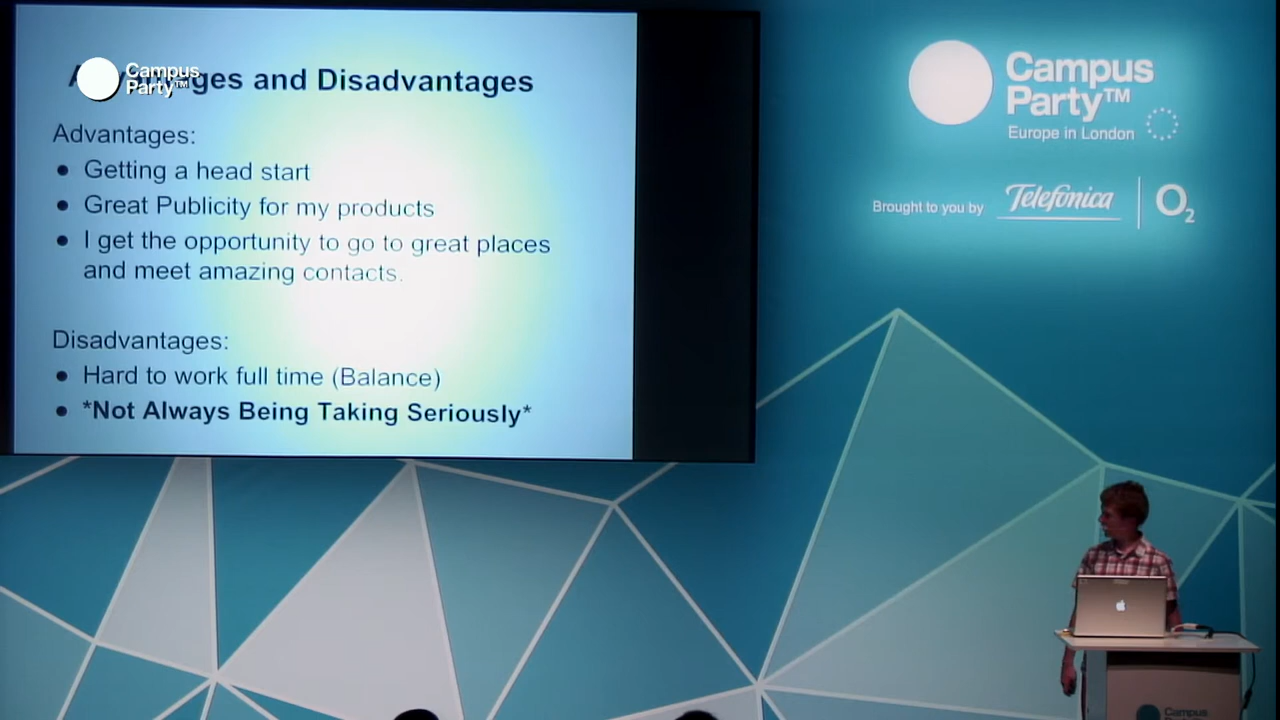 and Disadvantages
Campus
Party™
Advantages:
Getting a head start
Great Publicity for my products
I get the opportunity to go to great places
and meet amazing contacts.
Disadvantages:
Hard to work full time (Balance)
*Not Always Being Taking Seriously*
Campus
Party™
Europe in London
Brought to you by
Telefonica
O2
Campus
Party